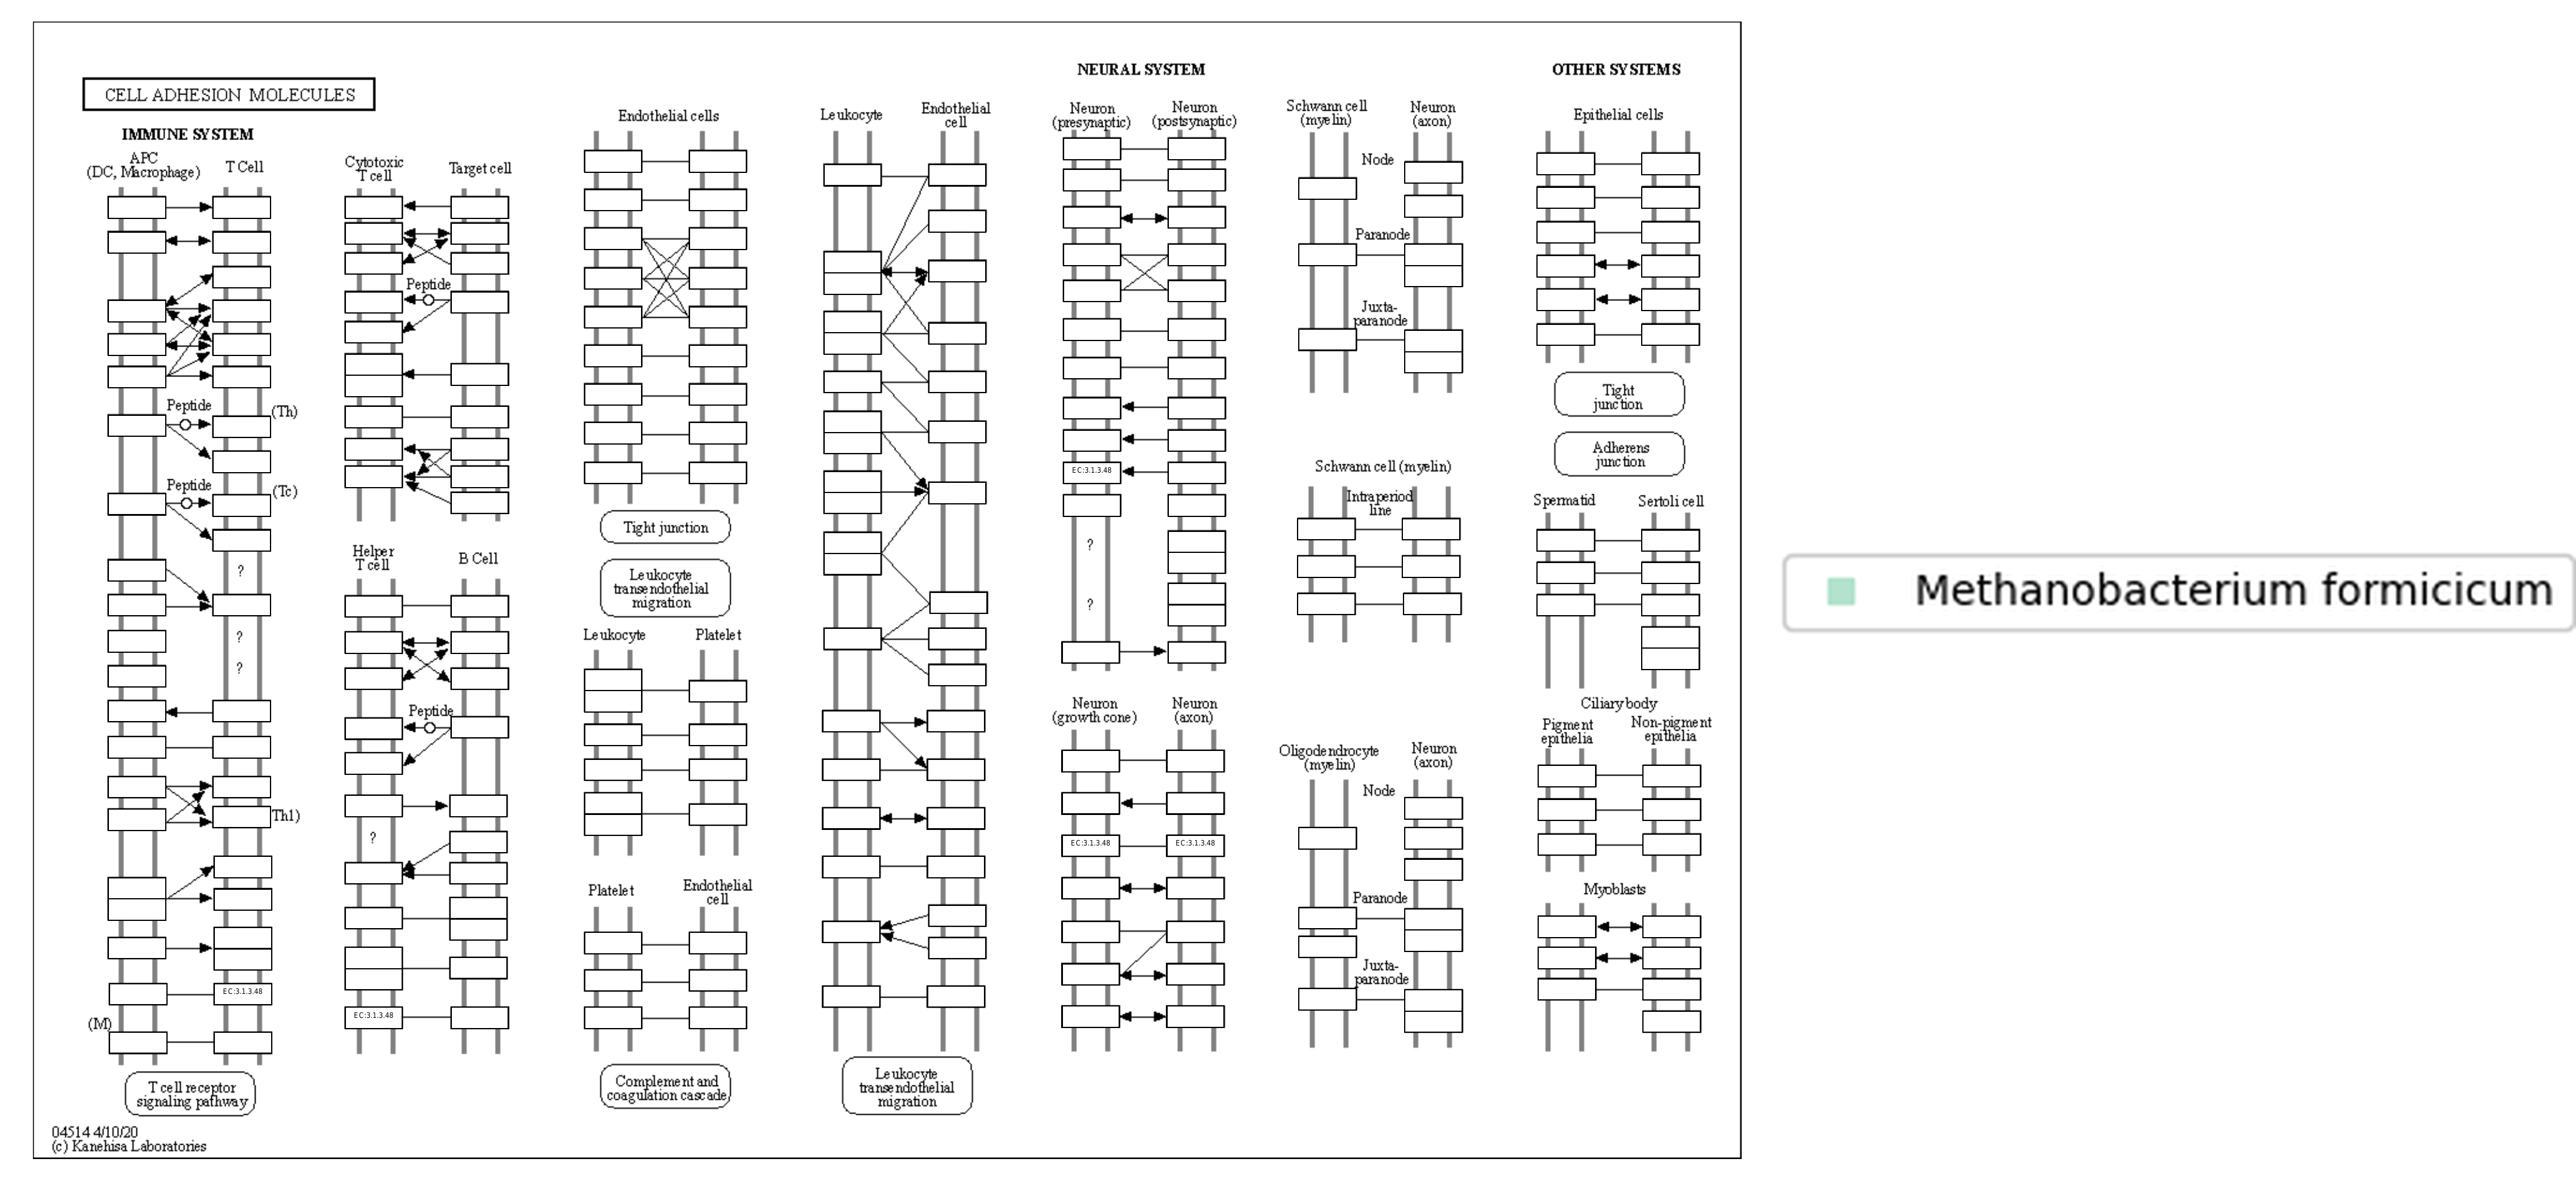 CELL ADHESION MOLECULES
IMMUNE SYSTEM
APC
(DC, Macrophage)
T Cell
Peptide
(Th)
Peptide
(Tc)
?
?
?
Th1)
EC:3.1.3.48
(M)
T cell receptor
signaling pathway
04514 4/10/20
(c) Kanehisa Laboratories
Cytotoxic
T cell
Target cell
Peptide
Helper
T cell
B Cell
Peptide
?
EC:3.1.3.48
Endothelial cells
Tight junction
Leukocyte
transendothelial
migration
Leukocyte
Platelet
Platelet
Endothelial
cell
Complement and
coagulation cascade
Leukocyte
Endothelial
cell
Leukocyte
transendothelial
migration
NEURAL SYSTEM
Neuron
(presynaptic)
Neuron
(postsynaptic)
EC:3.1.3.48
?
?
Neuron
(growth cone)
Neuron
(axon)
EC:3.1.3.48
EC:3.1.3.48
Schwann cell
(myelin)
Neuron
(axon)
Node
Paranode
Juxta-
paranode
Schwann cell (myelin)
Intraperiod
line
Oligodendrocyte
(myelin)
Neuron
(axon)
Node
Paranode
Juxta-
paranode
OTHER SYSTEMS
Epithelial cells
Tight
junction
Adherens
junction
Spermatid
Sertoli cell
Ciliary body
Pigment
epithelia
Non-pigment
epithelia
Myoblasts
Methanobacterium formicicum